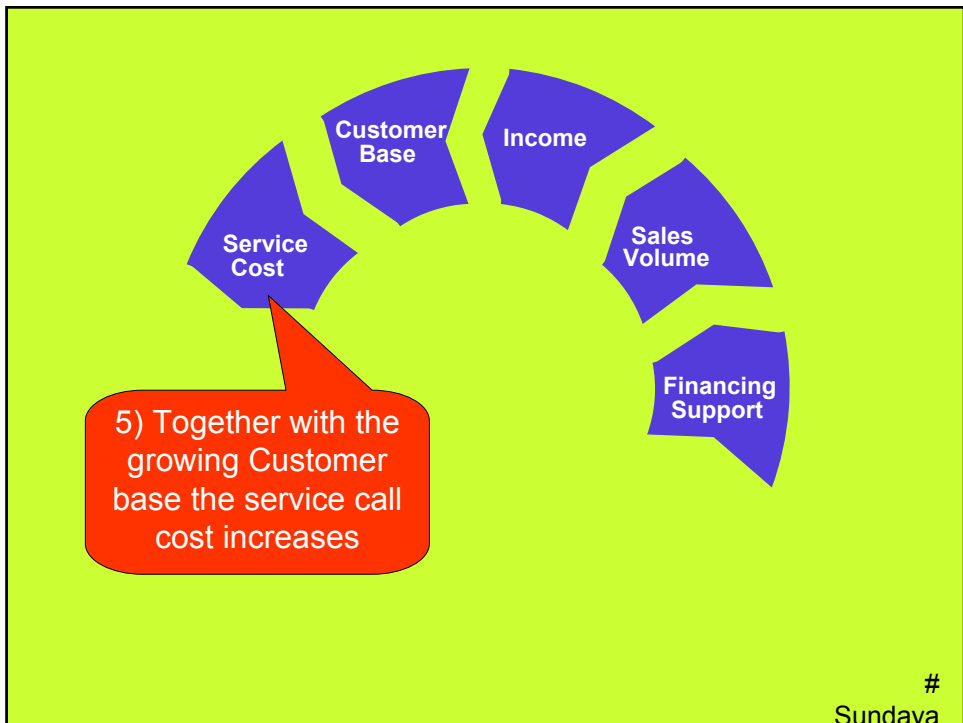 Customer
Base
Income
Service
Cost
Sales
Volume
Financing
Support
5) Together with the
growing Customer
base the service call
cost increases
#
Sundaya